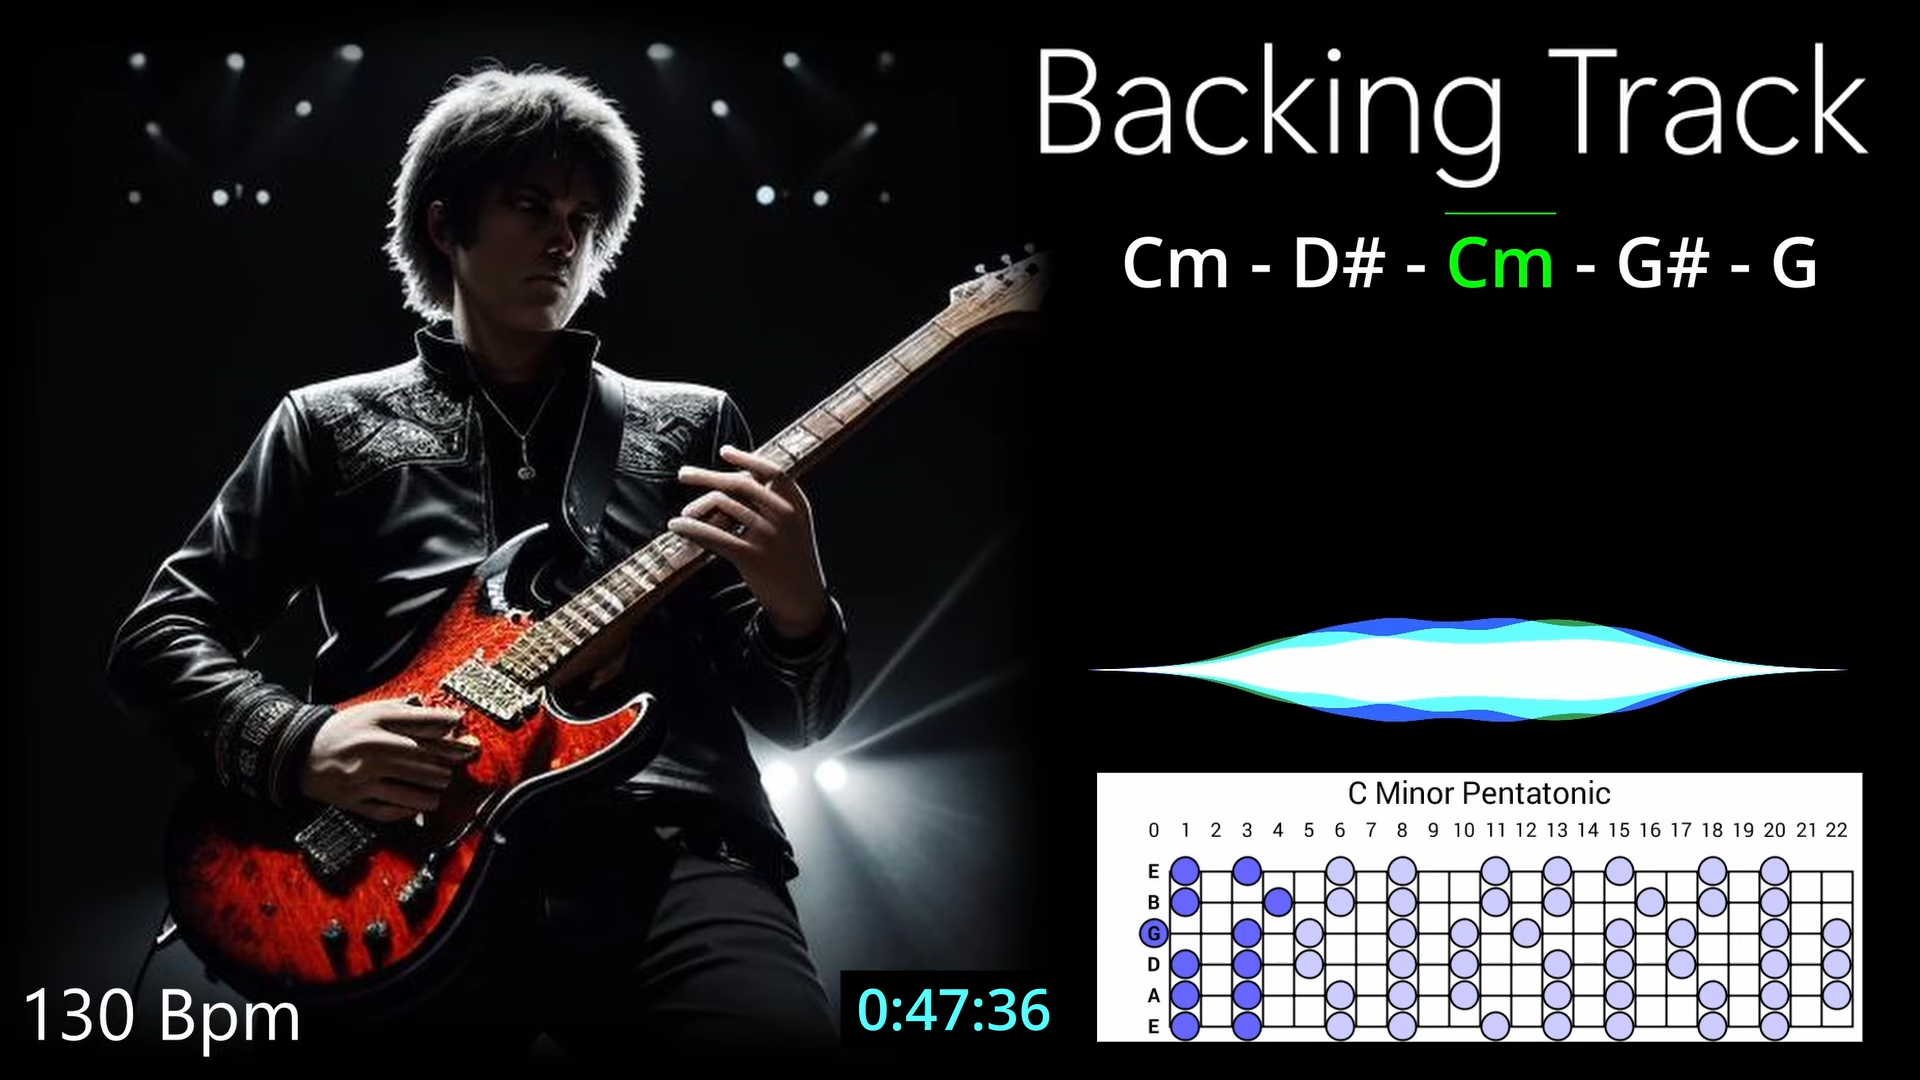 Backing Track
Cm - D# - Cm - G# - G
C Minor Pentatonic
0 1 2 3 4 5 6 7 8 9 10 11 12 13 14 15 16 17 18 19 20 21 22
E
B
G
D
A
E
130 Bpm
0:47:36